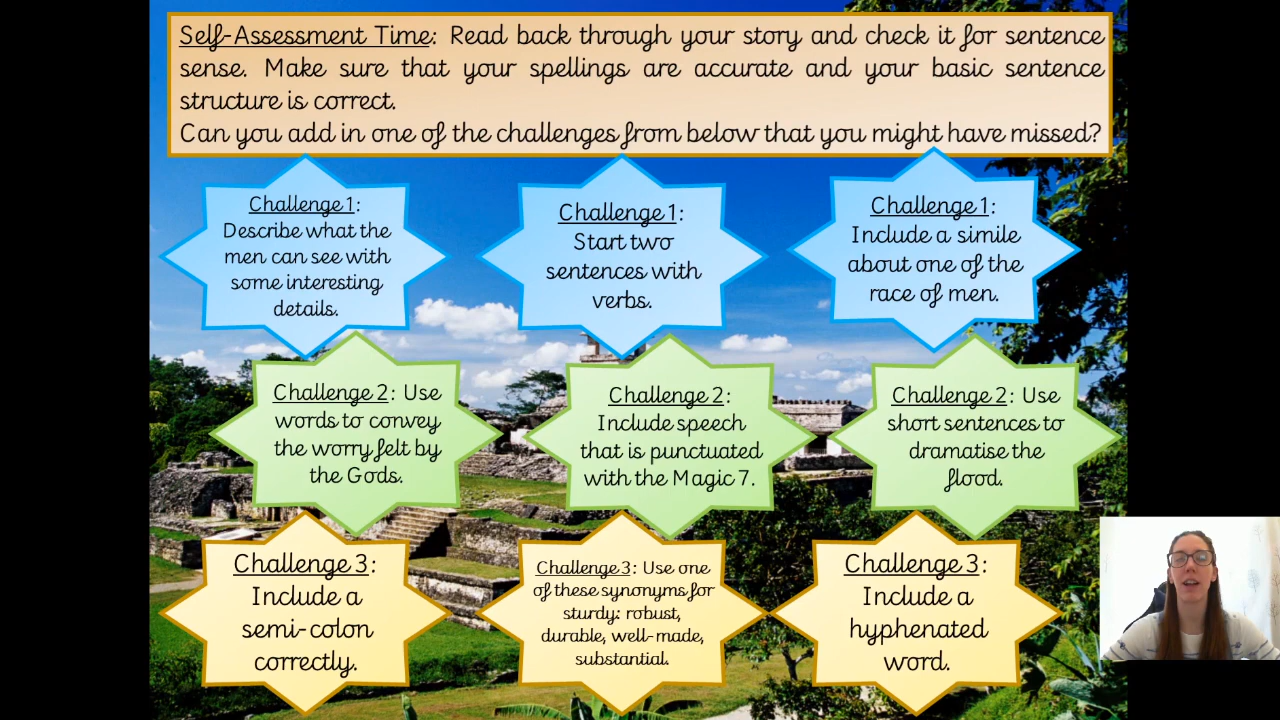 Self-Assessment Time: Read back through your story and check it for sentence
sense. Make sure that your spellings are accurate and your basic sentence
structure is correct.
Can you add in one of the challenges from below that you might have missed?
Challenge 1:
Describe what the
men can see with
some interesting
details.
Challenge 1:
Start two
sentences with
verbs.
Challenge 1:
Include a simile
about one of the
race of men.
Challenge 2: Use
words to convey
the worry felt by
the Gods.
Challenge 2:
Include speech
that is punctuated
with the Magic 7.
Challenge 2: Use
short sentences to
dramatise the
flood.
Challenge 3:
Include a
semi-colon
correctly.
Challenge 3: Use one
of these synonyms for
sturdy: robust,
durable, well-made,
substantial.
Challenge 3:
Include a
hyphenated
word.